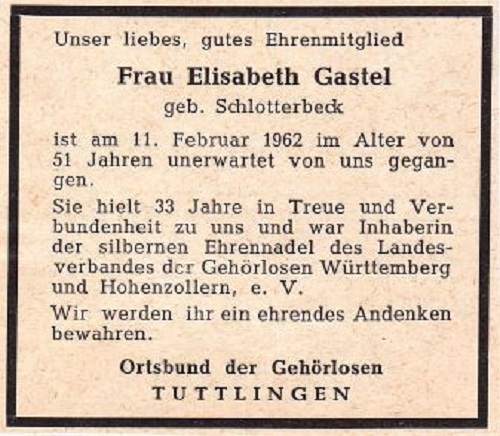 Unser liebes, gutes Ehrenmitglied
Frau Elisabeth Gastel
geb. Schlotterbeck
ist am 11. Februar 1962 im Alter von
51 Jahren unerwartet von uns gegan-
gen.
Sie hielt 33 Jahre in Treue und Ver-
bundenheit zu uns und war Inhaberin
der silbernen Ehrennadel des Landes-
verbandes der Gehörlosen Württemberg
und Hohenzollern, e. V.
Wir werden ihr ein ehrendes Andenken
bewahren.
Ortsbund der Gehörlosen
TUTTLINGEN